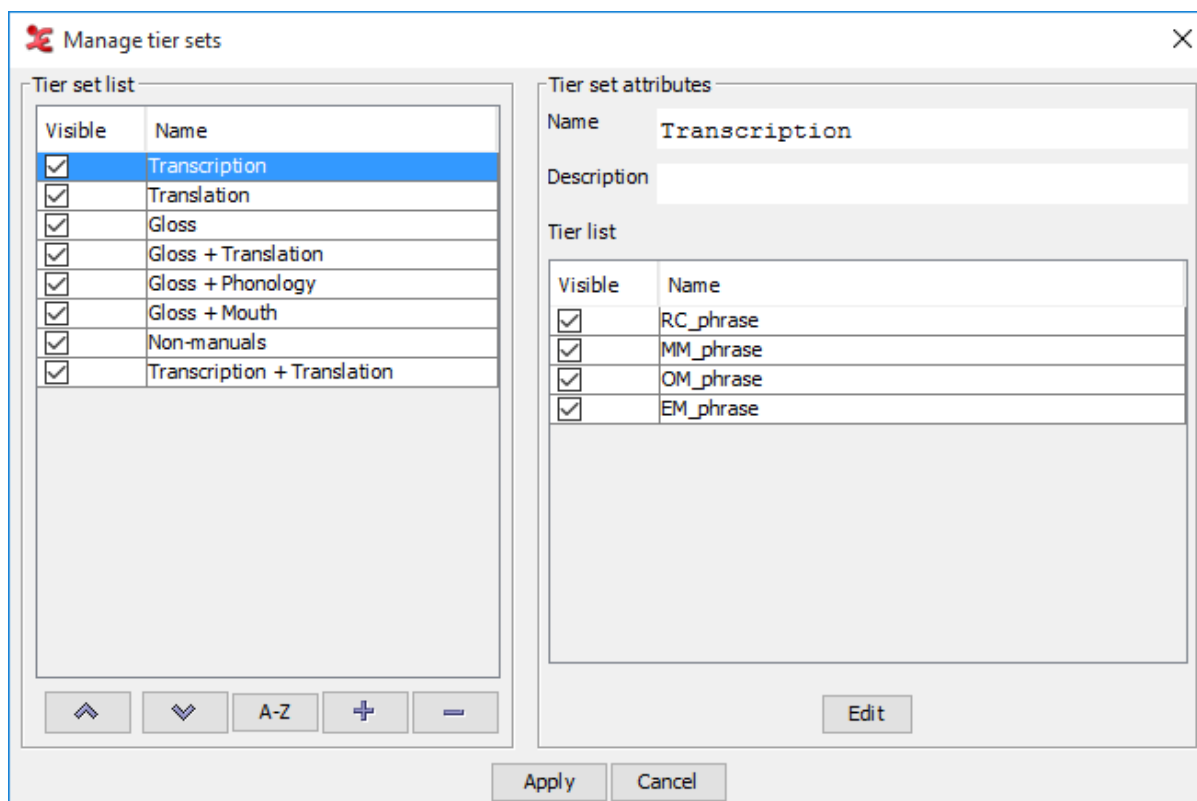 Manage tier sets
Tier set list
Visible Name
Transcription
Translation
Gloss
Gloss + Translation
Gloss + Phonology
Gloss + Mouth
Non-manuals
Transcription + Translation
A-Z
Tier set attributes
Name Transcription
Description
Tier list
Visible Name
RC_phrase
MM_phrase
OM_phrase
EM_phrase
Edit
Apply Cancel